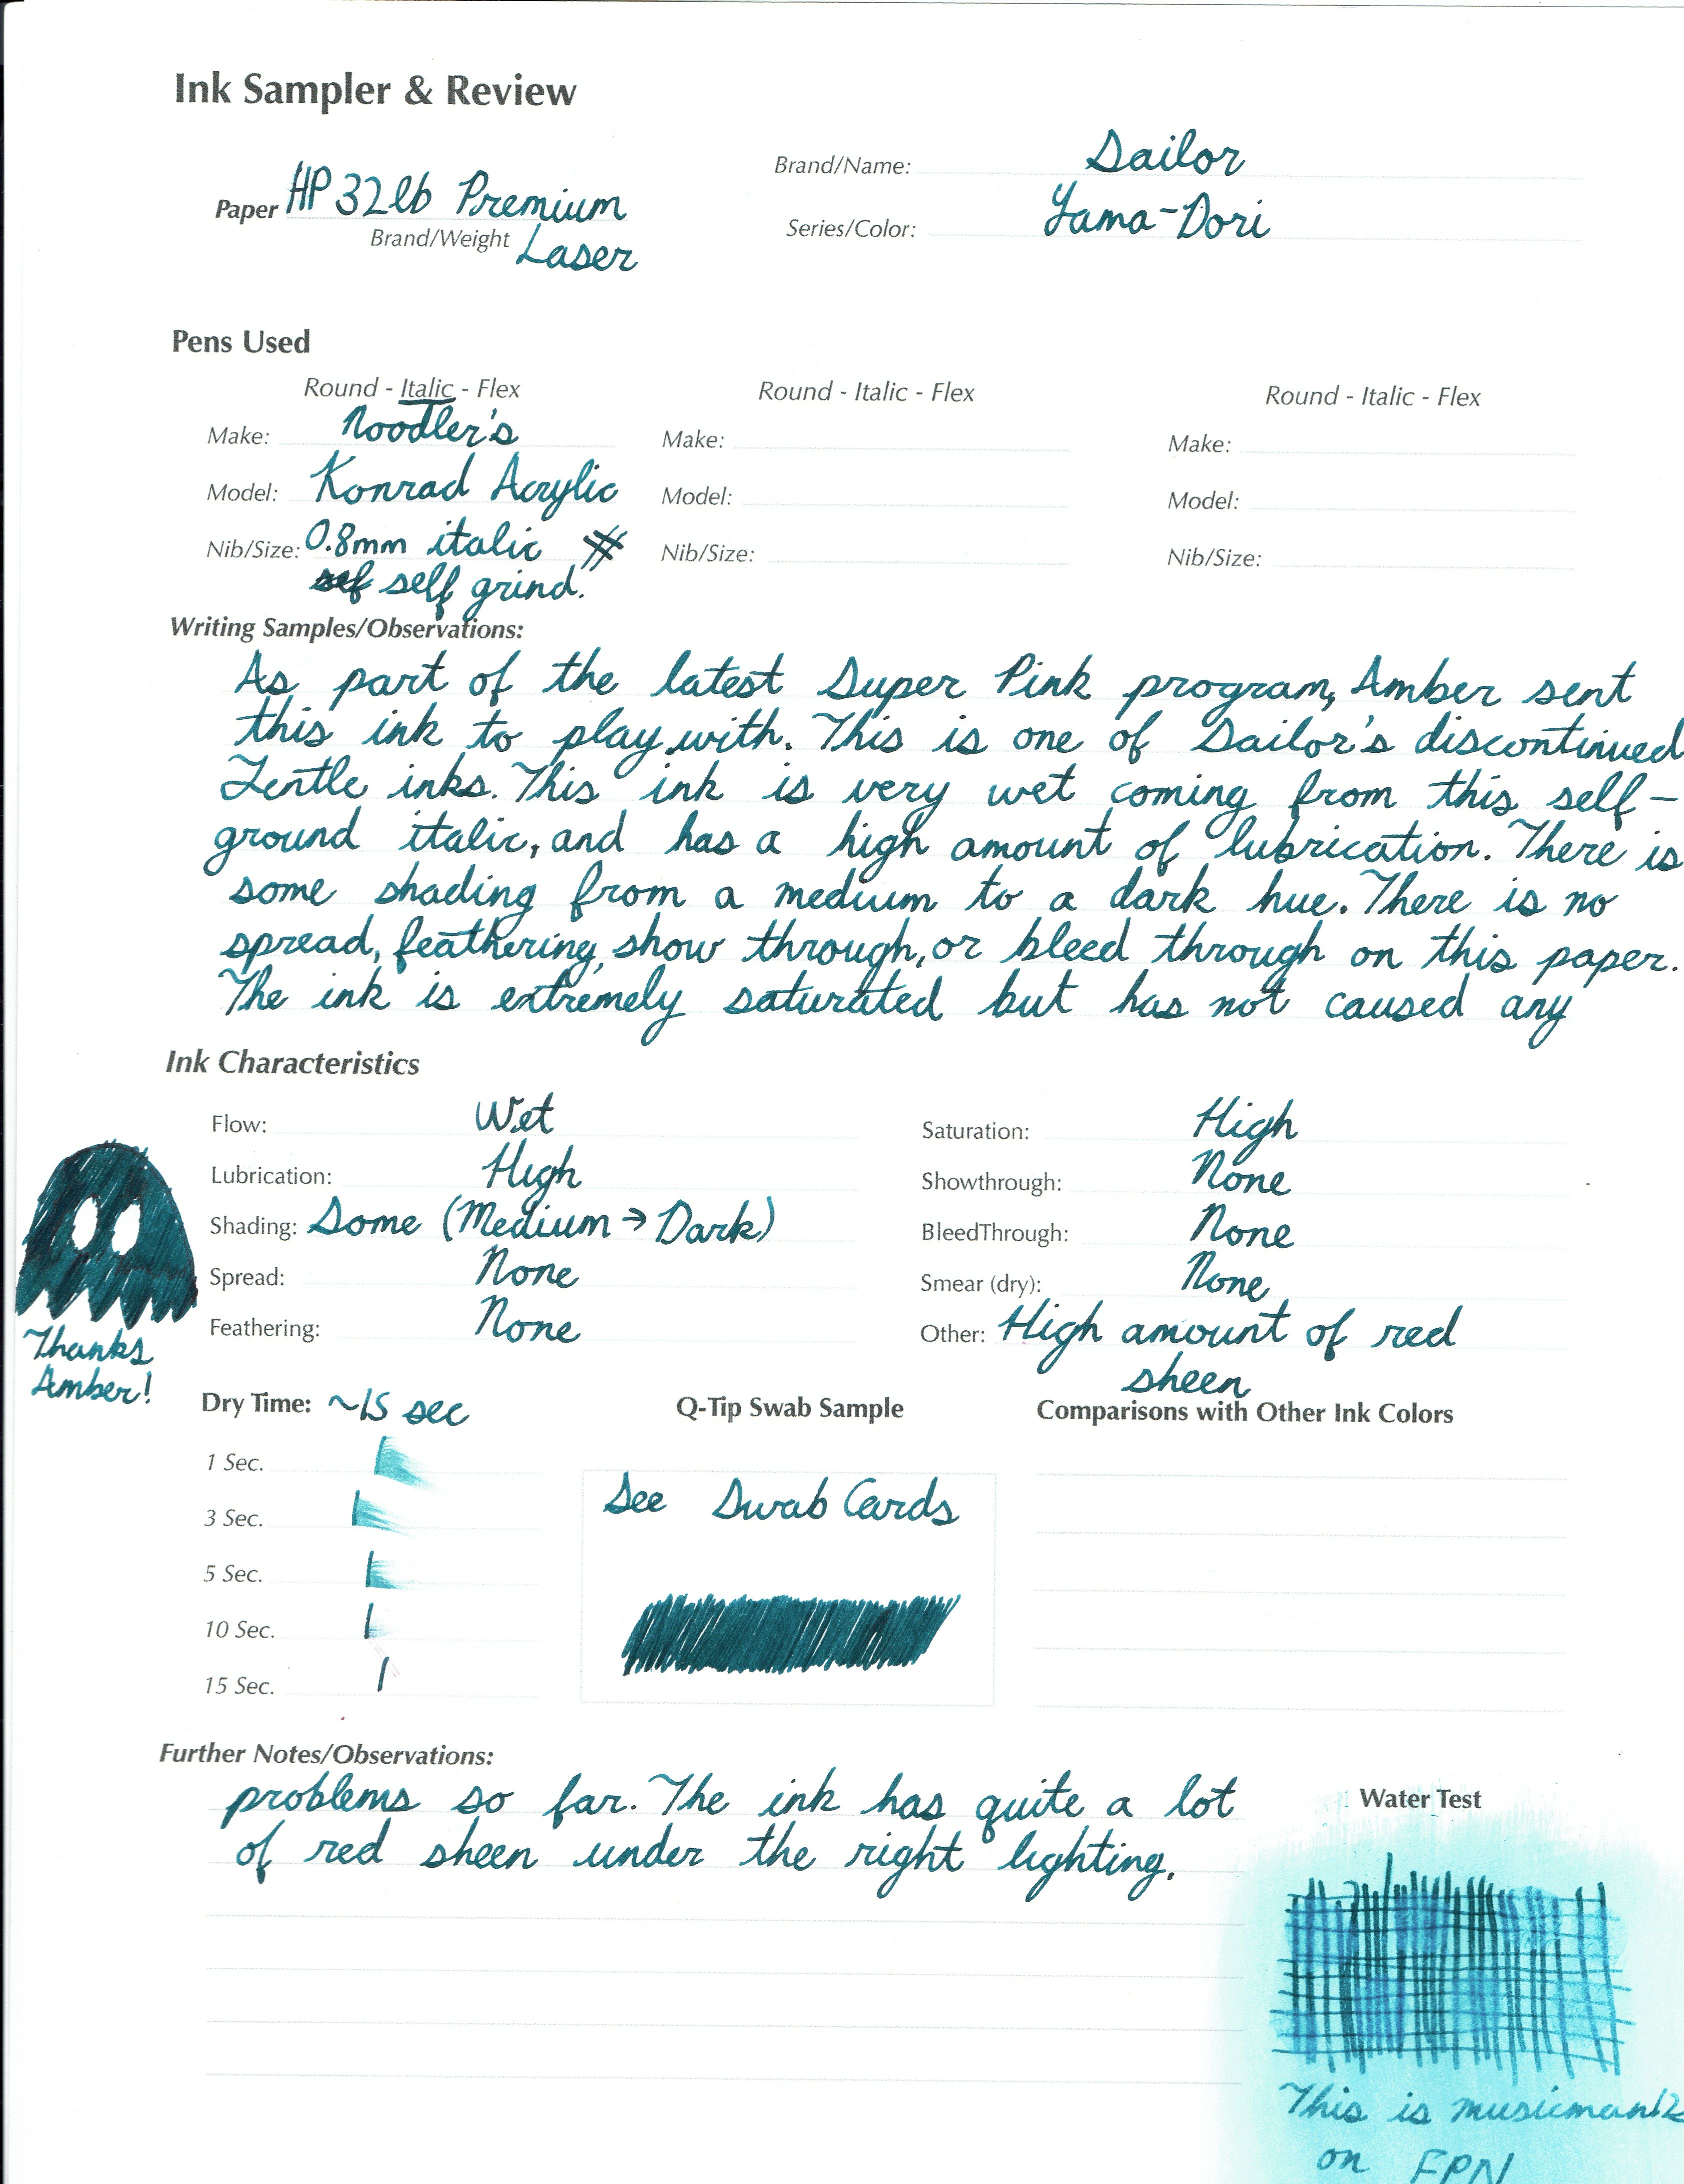 Ink Sampler & Review
Brand/Name: Sailor
Paper HP 32lb Premium
Brand/Weight Laser
Series/Color: Yama-Dori
Pens Used
Round - Italic - Flex Round - Italic - Flex Round - Italic - Flex
Make: Noodler's Make: Make:
Model: Konrad Acrylic Model: Model:
Nib/Size: 0.8mm italic Nib/Size: Nib/Size:
self grind.
Writing Samples/Observations:
As part of the latest Super Pink program, Amber sent
this ink to play with. This is one of Sailor's discontinued
Jentle inks. This ink is very wet coming from this self-
ground italic, and has a high amount of lubrication. There is
some shading from a medium to a dark hue. There is no
spread, feathering, show through, or bleed through on this paper.
The ink is extremely saturated but has not caused any
Ink Characteristics
Flow: Wet Saturation: High
Lubrication: High Showthrough: None
Shading: Some (Medium → Dark) BleedThrough: None
Spread: None Smear (dry): None
Feathering: None Other: High amount of red
sheen
Thanks
Amber!
Dry Time: ~15 sec Q-Tip Swab Sample Comparisons with Other Ink Colors
1 Sec.
3 Sec.
5 Sec.
10 Sec.
15 Sec.
See Swab Cards
Further Notes/Observations:
problems so far. The ink has quite a lot
of red sheen under the right lighting.
Water Test
This is musicman12
on FPN